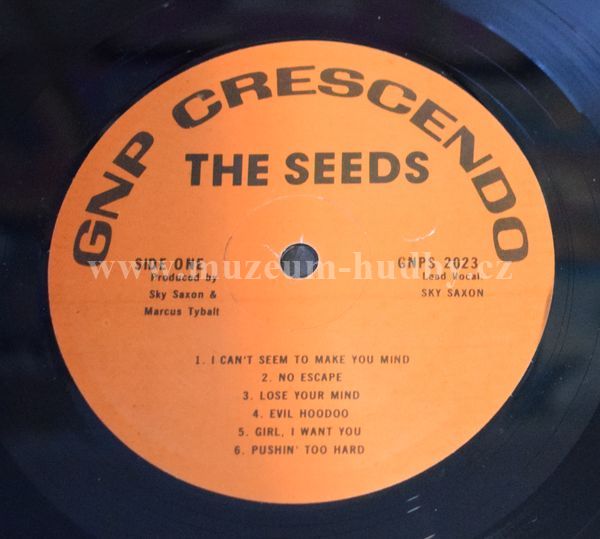 GNP CRESCENDO
THE SEEDS
SIDE ONE
Produced by
Sky Saxon &
Marcus Tybalt
GNPS 2023
Lead Vocal
SKY SAXON
www.muzeum-hudby.cz
1. I CAN'T SEEM TO MAKE YOU MIND
2. NO ESCAPE
3. LOSE YOUR MIND
4. EVIL HOODOO
5. GIRL, I WANT YOU
6. PUSHIN' TOO HARD